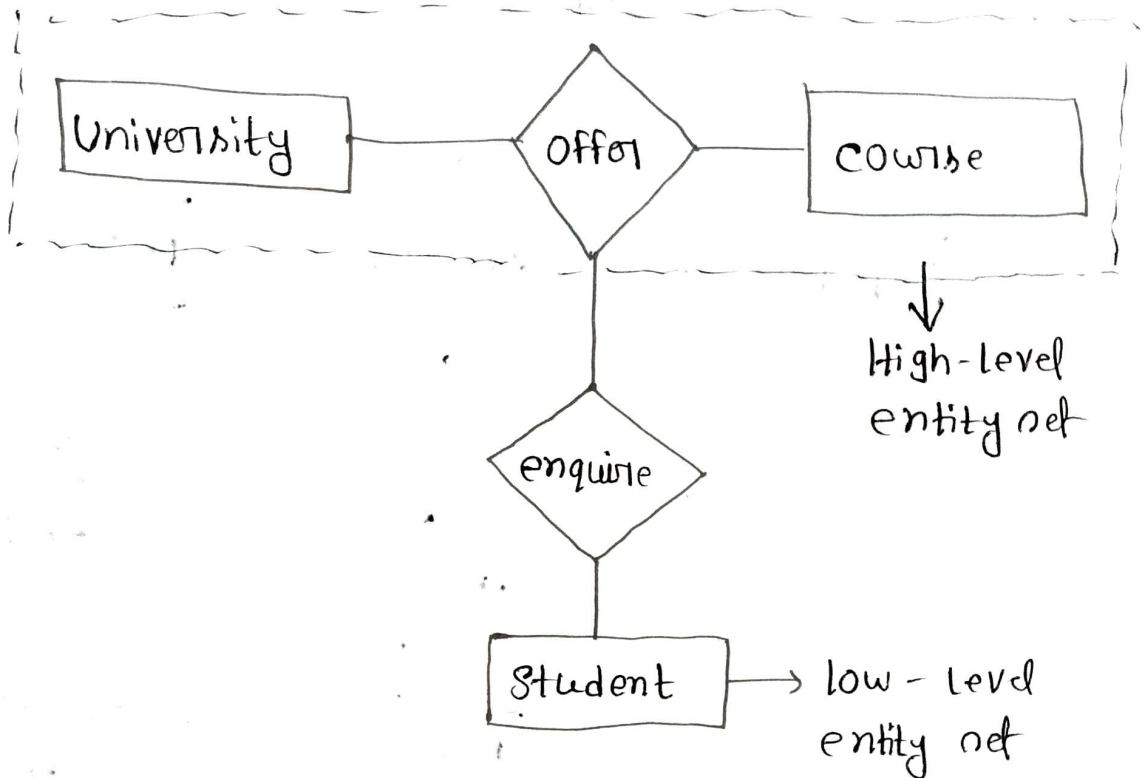 University
Offer
Course
High-Level
entity set
enquire
Student
low-level
entity set